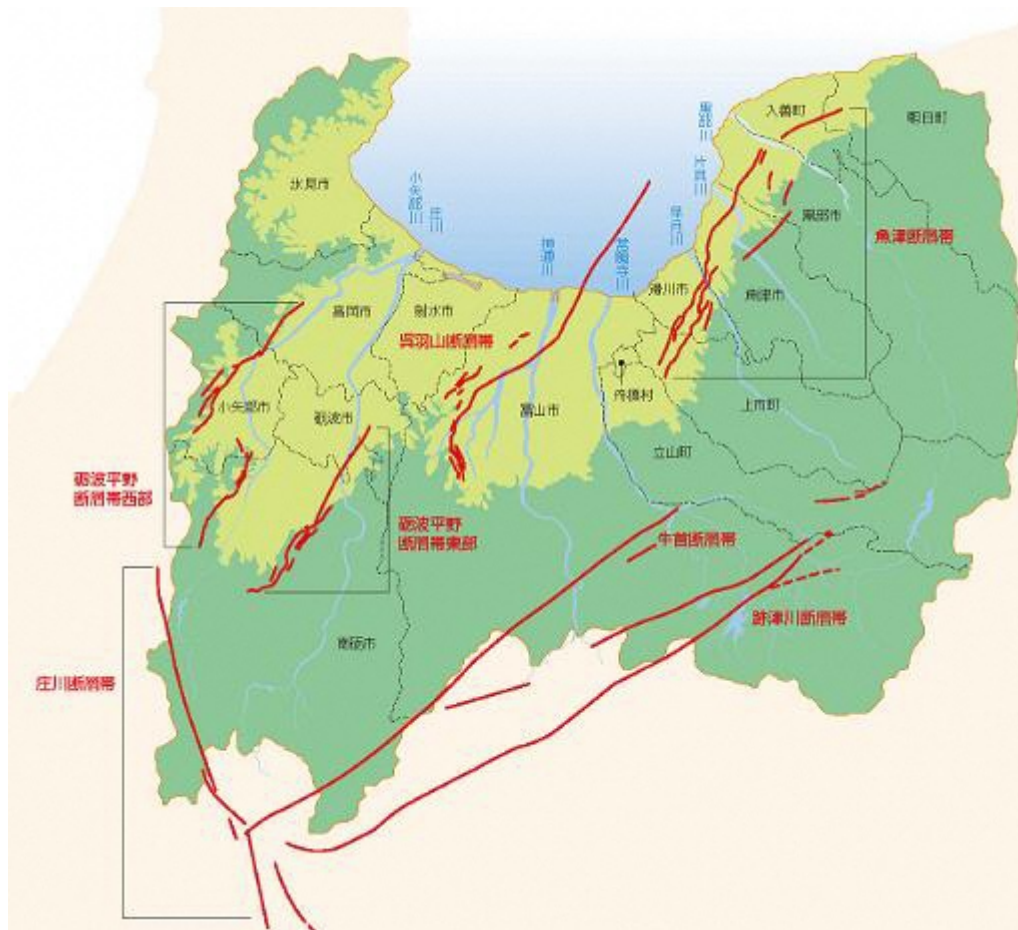 入善町
朝日町
黒部川
片貝川
氷見市
小矢部川
庄川
早月川
黒部市
魚津断層帯
神通川
常願寺川
滑川市
魚津市
高岡市
射水市
呉羽山断層帯
舟橋村
小矢部市
砺波市
富山市
上市町
立山町
砺波平野
断層帯西部
砺波平野
断層帯東部
牛首断層帯
跡津川断層帯
南砺市
庄川断層帯